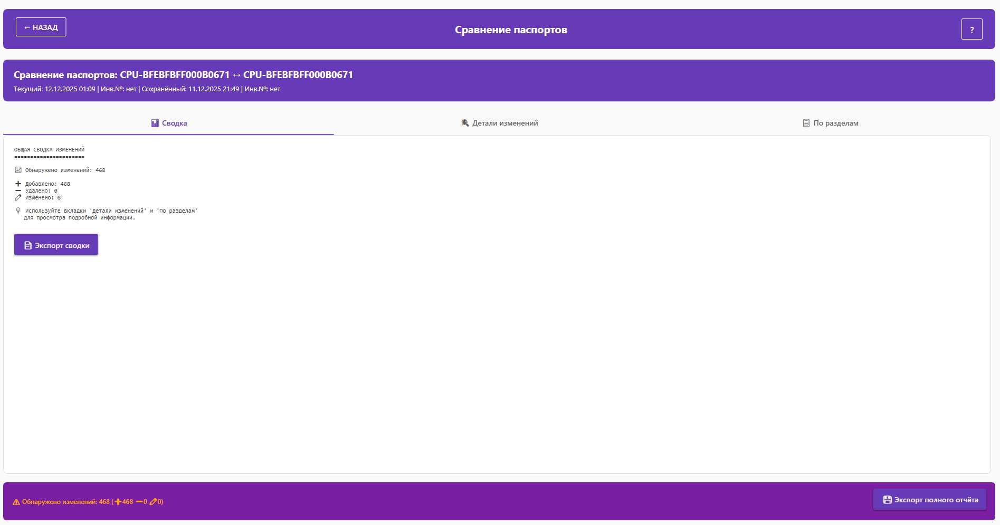 ← НАЗАД
Сравнение паспортов
?
Сравнение паспортов: CPU-BFEBFBFF000B0671 ↔ CPU-BFEBFBFF000B0671
Текущий: 12.12.2025 01:09 | Инв.№: нет | Сохранённый: 11.12.2025 21:49 | Инв.№: нет
Сводка
Детали изменений
По разделам
ОБЩАЯ СВОДКА ИЗМЕНЕНИЙ
======================
Обнаружено изменений: 468
Добавлено: 468
Удалено: 0
Изменено: 0
Используйте вкладки 'Детали изменений' и 'По разделам'
для просмотра подробной информации.
Экспорт сводки
Обнаружено изменений: 468 (➕468 ➖0 ✏0)
Экспорт полного отчёта